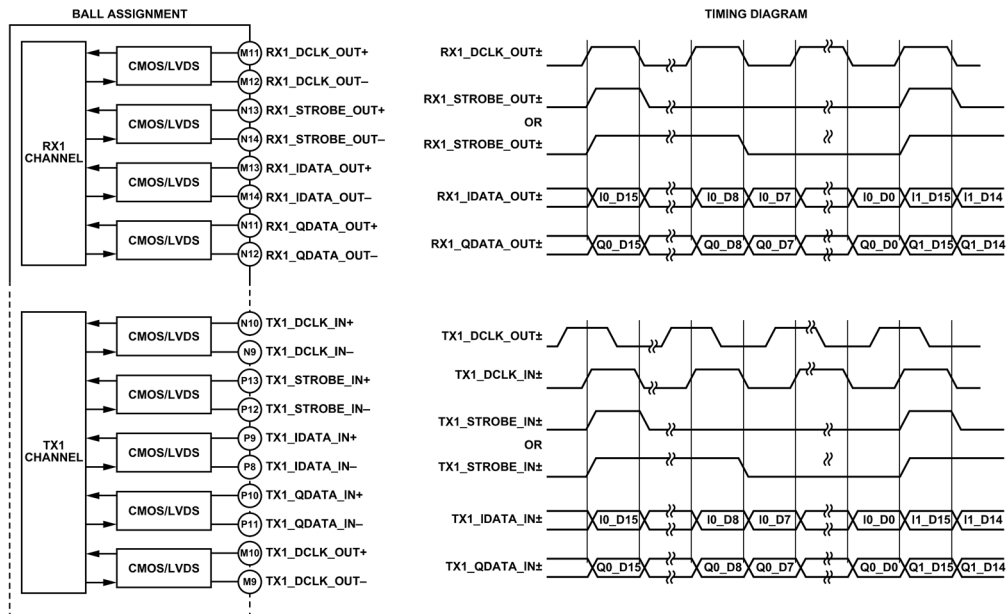 BALL ASSIGNMENT
RX1
CHANNEL
CMOS/LVDS
M11 RX1_DCLK_OUT+
M12 RX1_DCLK_OUT–
CMOS/LVDS
N13 RX1_STROBE_OUT+
N14 RX1_STROBE_OUT–
CMOS/LVDS
M13 RX1_IDATA_OUT+
M14 RX1_IDATA_OUT–
CMOS/LVDS
N11 RX1_QDATA_OUT+
N12 RX1_QDATA_OUT–
TX1
CHANNEL
CMOS/LVDS
N10 TX1_DCLK_IN+
N9 TX1_DCLK_IN–
CMOS/LVDS
P13 TX1_STROBE_IN+
P12 TX1_STROBE_IN–
CMOS/LVDS
P9 TX1_IDATA_IN+
P8 TX1_IDATA_IN–
CMOS/LVDS
P10 TX1_QDATA_IN+
P11 TX1_QDATA_IN–
CMOS/LVDS
M10 TX1_DCLK_OUT+
M9 TX1_DCLK_OUT–
TIMING DIAGRAM
RX1_DCLK_OUT±
RX1_STROBE_OUT±
OR
RX1_STROBE_OUT±
RX1_IDATA_OUT± I0_D15 I0_D8 I0_D7 I0_D0 I1_D15 I1_D14
RX1_QDATA_OUT± Q0_D15 Q0_D8 Q0_D7 Q0_D0 Q1_D15 Q1_D14
TX1_DCLK_OUT±
TX1_DCLK_IN±
TX1_STROBE_IN±
OR
TX1_STROBE_IN±
TX1_IDATA_IN± I0_D15 I0_D8 I0_D7 I0_D0 I1_D15 I1_D14
TX1_QDATA_IN± Q0_D15 Q0_D8 Q0_D7 Q0_D0 Q1_D15 Q1_D14